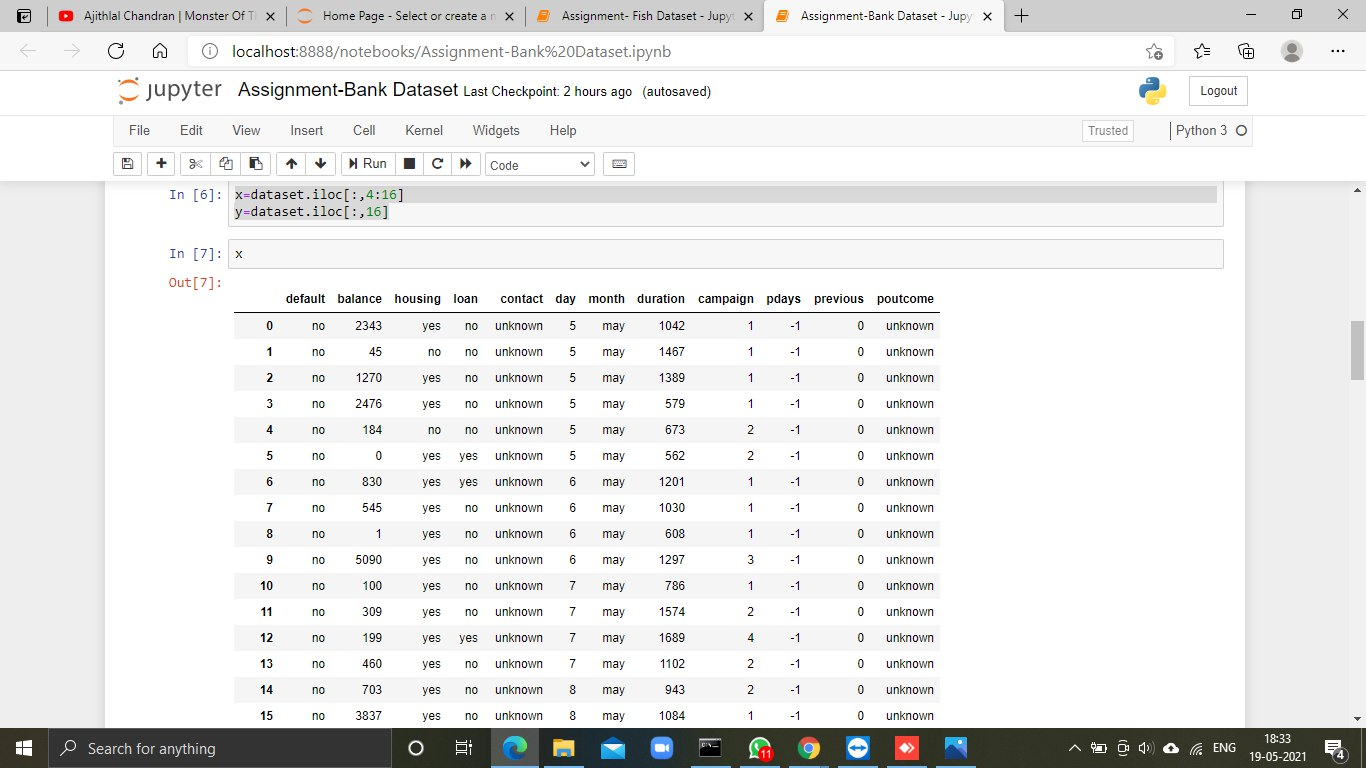 Ajithlal Chandran | Monster Of T
Home Page - Select or create a n
Assignment- Fish Dataset - Jupyt
Assignment-Bank Dataset - Jupy
localhost:8888/notebooks/Assignment-Bank%20Dataset.ipynb
jupyter Assignment-Bank Dataset Last Checkpoint: 2 hours ago (autosaved)
Logout
File Edit View Insert Cell Kernel Widgets Help
Trusted
Python 3
Run
Code
In [6]: x=dataset.iloc[:,4:16]
y=dataset.iloc[:,16]
In [7]: x
Out[7]:
default balance housing loan contact day month duration campaign pdays previous poutcome
0 no 2343 yes no unknown 5 may 1042 1 -1 0 unknown
1 no 45 no no unknown 5 may 1467 1 -1 0 unknown
2 no 1270 yes no unknown 5 may 1389 1 -1 0 unknown
3 no 2476 yes no unknown 5 may 579 1 -1 0 unknown
4 no 184 no no unknown 5 may 673 2 -1 0 unknown
5 no 0 yes yes unknown 5 may 562 2 -1 0 unknown
6 no 830 yes yes unknown 6 may 1201 1 -1 0 unknown
7 no 545 yes no unknown 6 may 1030 1 -1 0 unknown
8 no 1 yes no unknown 6 may 608 1 -1 0 unknown
9 no 5090 yes no unknown 6 may 1297 3 -1 0 unknown
10 no 100 yes no unknown 7 may 786 1 -1 0 unknown
11 no 309 yes no unknown 7 may 1574 2 -1 0 unknown
12 no 199 yes yes unknown 7 may 1689 4 -1 0 unknown
13 no 460 yes no unknown 7 may 1102 2 -1 0 unknown
14 no 703 yes no unknown 8 may 943 2 -1 0 unknown
15 no 3837 yes no unknown 8 may 1084 1 -1 0 unknown
Search for anything
11
ENG
18:33
19-05-2021
4